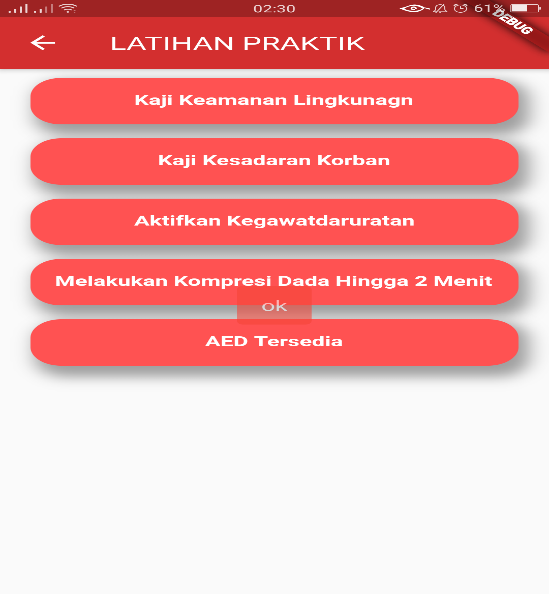 02:30
61%
DEBUG
LATIHAN PRAKTIK
Kaji Keamanan Lingkunagn
Kaji Kesadaran Korban
Aktifkan Kegawatdaruratan
Melakukan Kompresi Dada Hingga 2 Menit
ok
AED Tersedia